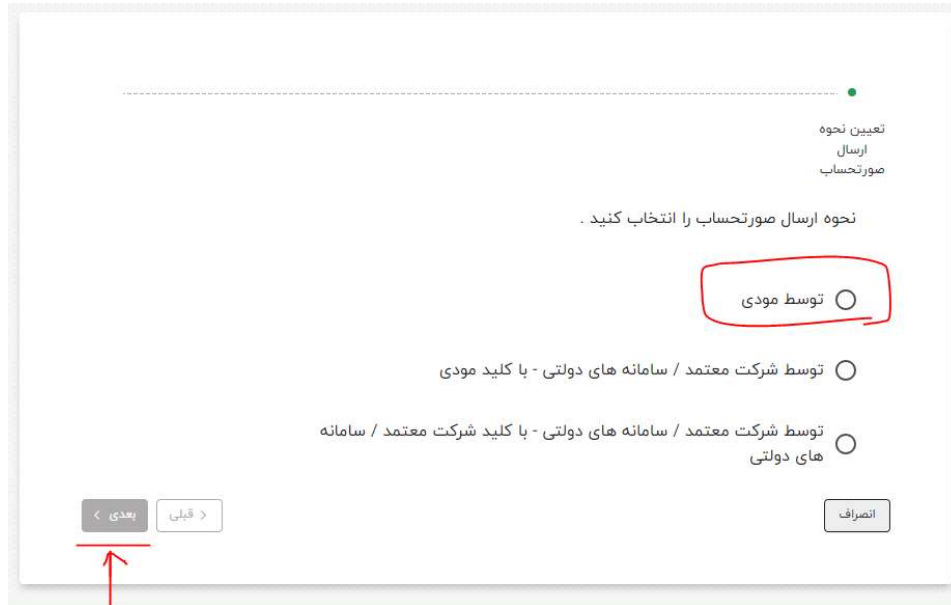 تعیین نحوه
ارسال
صورتحساب
نحوه ارسال صورتحساب را انتخاب کنید .
توسط مودی
توسط شرکت معتمد / سامانه های دولتی - با کلید مودی
توسط شرکت معتمد / سامانه های دولتی - با کلید شرکت معتمد / سامانه
های دولتی
انصراف
قبلی
بعدی